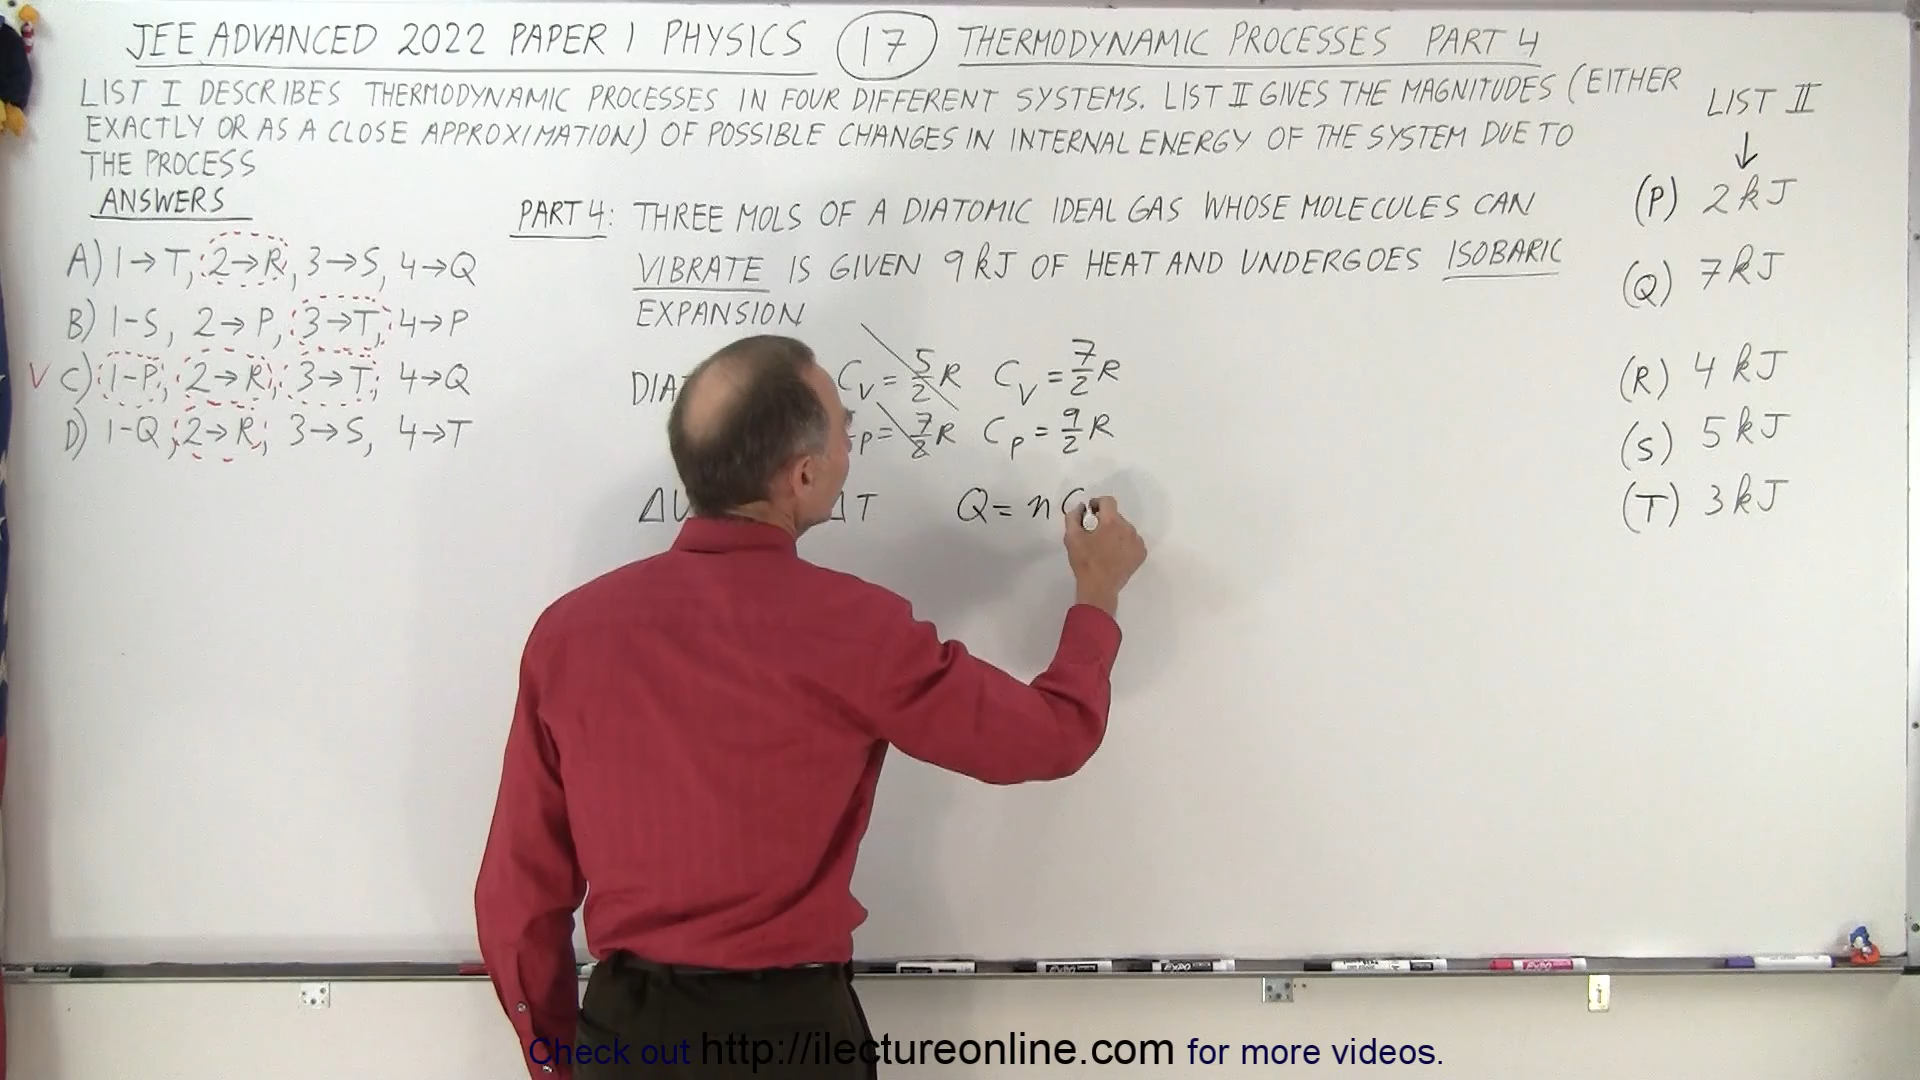 JEE ADVANCED 2022 PAPER 1 PHYSICS (17) THERMODYNAMIC PROCESSES PART 4
LIST I DESCRIBES THERMODYNAMIC PROCESSES IN FOUR DIFFERENT SYSTEMS. LIST II GIVES THE MAGNITUDES (EITHER
EXACTLY OR AS A CLOSE APPROXIMATION) OF POSSIBLE CHANGES IN INTERNAL ENERGY OF THE SYSTEM DUE TO
THE PROCESS
ANSWERS
A) 1→T, 2→R, 3→S, 4→Q
B) 1-S, 2→P, 3→T, 4→P
V C) 1-P, 2→R, 3→T, 4→Q
D) 1-Q, 2→R, 3→S, 4→T
PART 4: THREE MOLS OF A DIATOMIC IDEAL GAS WHOSE MOLECULES CAN
VIBRATE IS GIVEN 9 kJ OF HEAT AND UNDERGOES ISOBARIC
EXPANSION
DIA Cv = 5/2 R Cv = 7/2 R
P = 7/2 R Cp = 9/2 R
ΔU ΔT Q = n C
LIST II
↓
(P) 2 kJ
(Q) 7 kJ
(R) 4 kJ
(S) 5 kJ
(T) 3 kJ
EXPO
Check out http://ilectureonline.com for more videos.